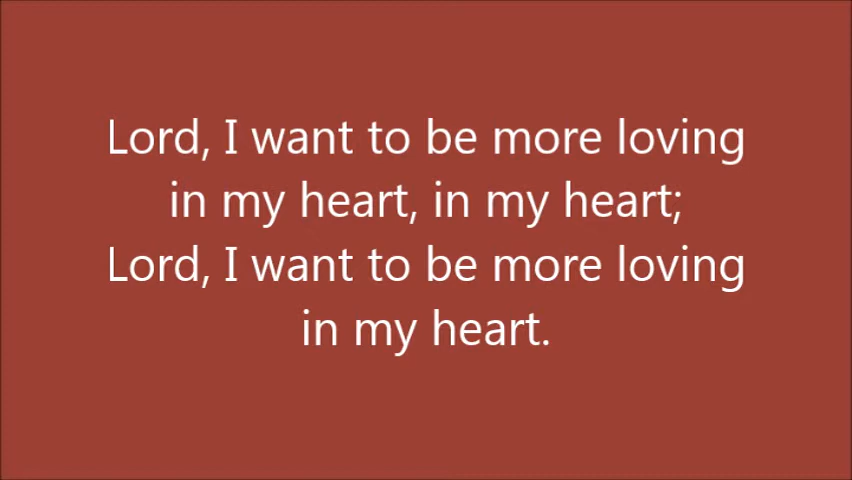 Lord, I want to be more loving
in my heart, in my heart;
Lord, I want to be more loving
in my heart.